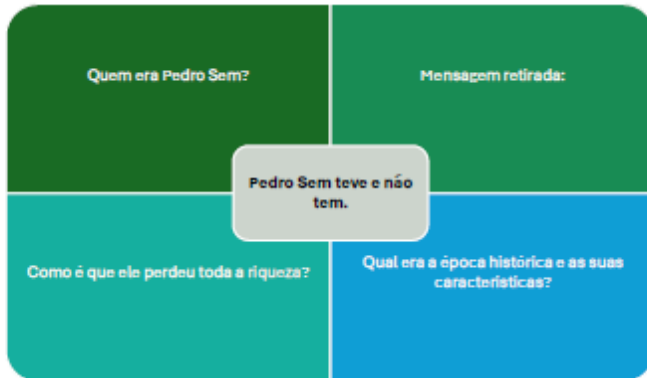 Quem era Pedro Sem?
Mensagem retirada:
Pedro Sem teve e não
tem.
Como é que ele perdeu toda a riqueza?
Qual era a época histórica e as suas
características?